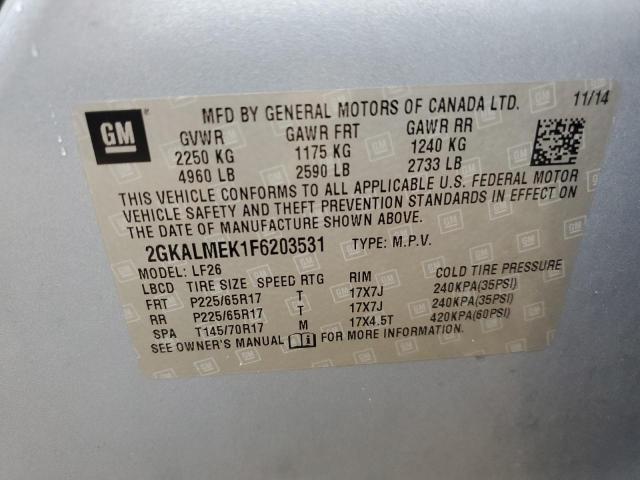 GM
MFD BY GENERAL MOTORS OF CANADA LTD. 11/14
GVWR GAWR FRT GAWR RR
2250 KG 1175 KG 1240 KG
4960 LB 2590 LB 2733 LB
THIS VEHICLE CONFORMS TO ALL APPLICABLE U.S. FEDERAL MOTOR
VEHICLE SAFETY AND THEFT PREVENTION STANDARDS IN EFFECT ON
THE DATE OF MANUFACTURE SHOWN ABOVE.
2GKALMEK1F6203531 TYPE: M.P.V.
MODEL: LF26
LBCD TIRE SIZE SPEED RTG RIM COLD TIRE PRESSURE
FRT P225/65R17 T 17X7J 240KPA(35PSI)
RR P225/65R17 T 17X7J 240KPA(35PSI)
SPA T145/70R17 M 17X4.5T 420KPA(60PSI)
SEE OWNER'S MANUAL FOR MORE INFORMATION.